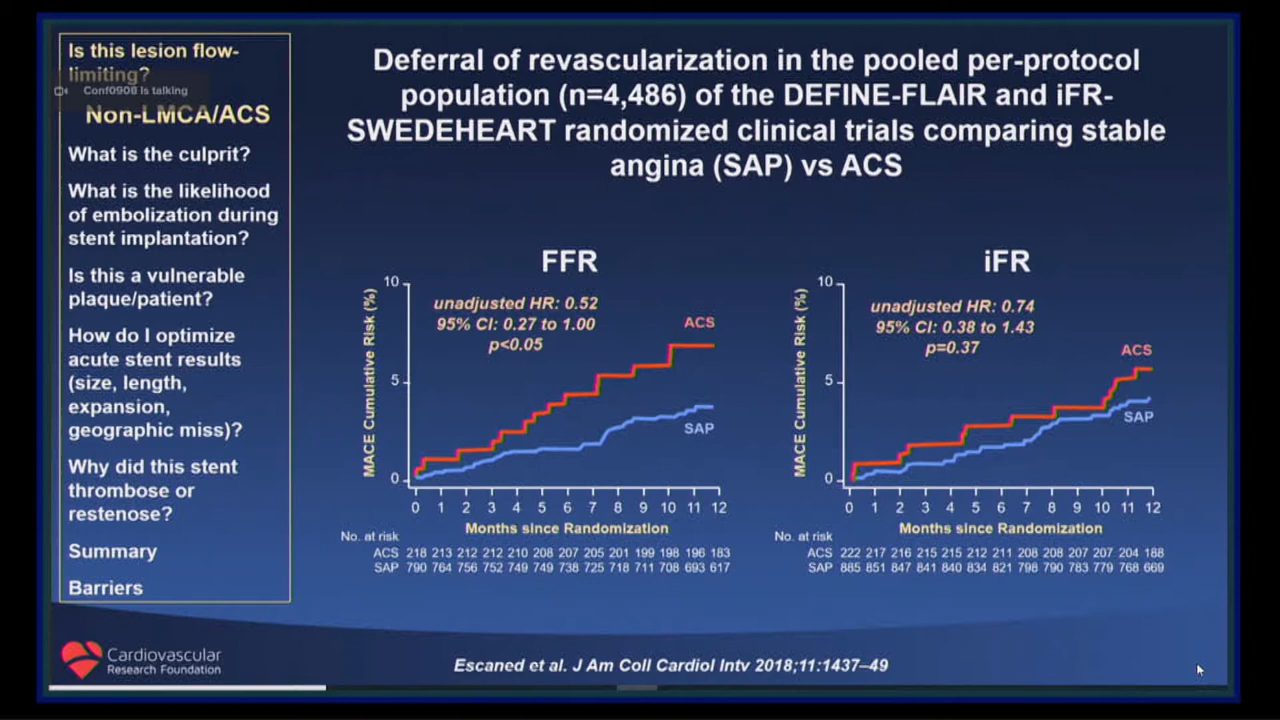 Is this lesion flow-
limiting?
Conf0908 is talking
Non-LMCA/ACS
What is the culprit?
What is the likelihood
of embolization during
stent implantation?
Is this a vulnerable
plaque/patient?
How do I optimize
acute stent results
(size, length,
expansion,
geographic miss)?
Why did this stent
thrombose or
restenose?
Summary
Barriers
Deferral of revascularization in the pooled per-protocol
population (n=4,486) of the DEFINE-FLAIR and iFR-
SWEDEHEART randomized clinical trials comparing stable
angina (SAP) vs ACS
FFR
MACE Cumulative Risk (%)
10
5
0
unadjusted HR: 0.52
95% CI: 0.27 to 1.00
p<0.05
ACS
SAP
0 1 2 3 4 5 6 7 8 9 10 11 12
Months since Randomization
No. at risk
ACS 218 213 212 212 210 208 207 205 201 199 198 196 183
SAP 790 764 756 752 749 749 738 725 718 711 708 693 617
iFR
MACE Cumulative Risk (%)
10
5
0
unadjusted HR: 0.74
95% CI: 0.38 to 1.43
p=0.37
ACS
SAP
0 1 2 3 4 5 6 7 8 9 10 11 12
Months since Randomization
No. at risk
ACS 222 217 216 215 215 212 211 208 208 207 207 204 188
SAP 885 851 847 841 840 834 821 798 790 783 779 768 669
Cardiovascular
Research Foundation
Escaned et al. J Am Coll Cardiol Intv 2018;11:1437–49